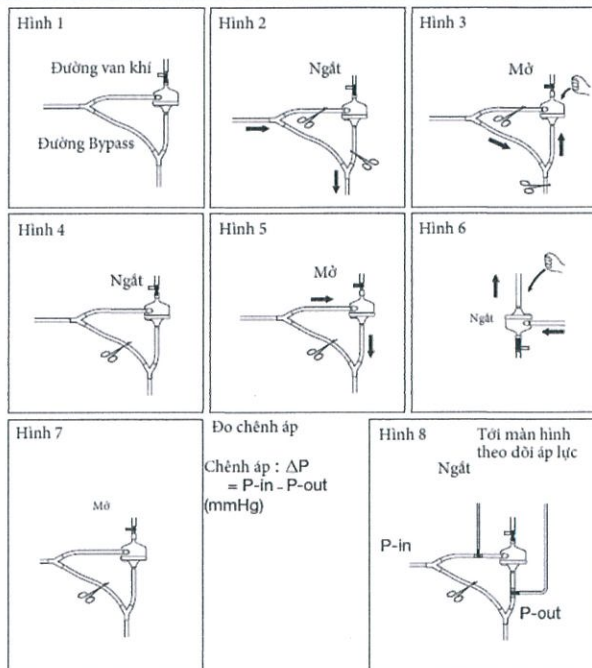 Hình 1
Đường van khí
Đường Bypass
Hình 2
Ngắt
Hình 3
Mở
Hình 4
Ngắt
Hình 5
Mở
Hình 6
Ngắt
Hình 7
Mở
Đo chênh áp
Chênh áp : ΔP
= P-in - P-out
(mmHg)
Hình 8
Tới màn hình
theo dõi áp lực
Ngắt
P-in
P-out